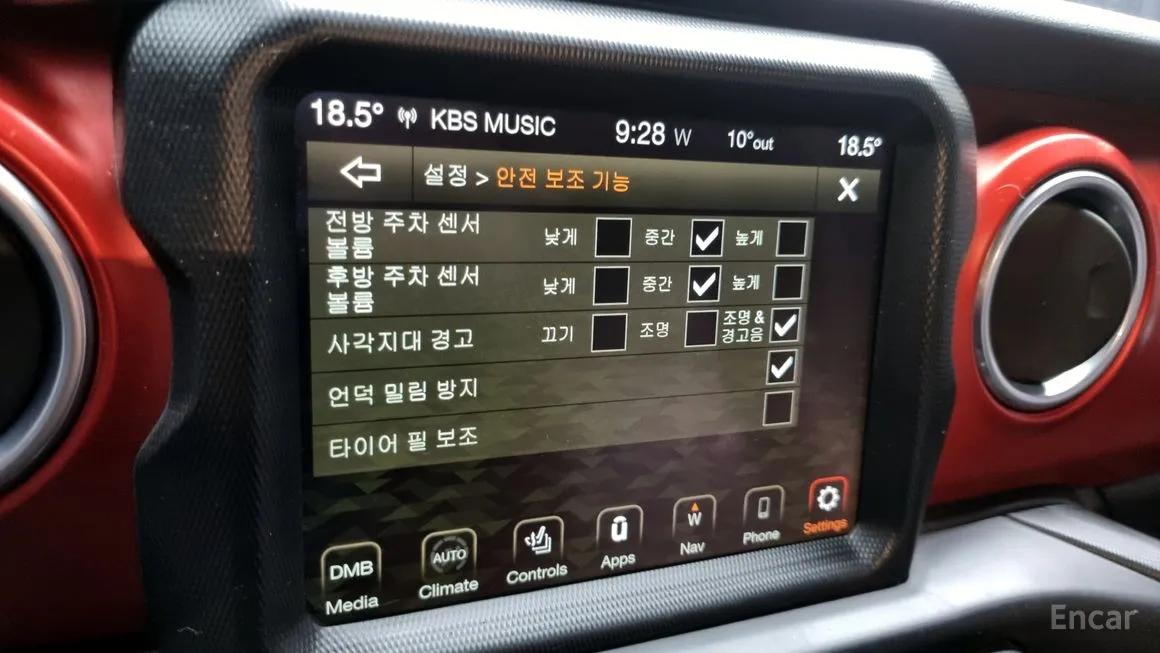 18.5° KBS MUSIC 9:28 W 10°out 18.5°
설정 > 안전 보조 기능 X
전방 주차 센서
볼륨
낮게 중간 높게
후방 주차 센서
볼륨
낮게 중간 높게
사각지대 경고 끄기 조명 조명 &
경고음
언덕 밀림 방지
타이어 필 보조
DMB
Media
AUTO
Climate
Controls
Apps
W
Nav
Phone
Settings
Encar